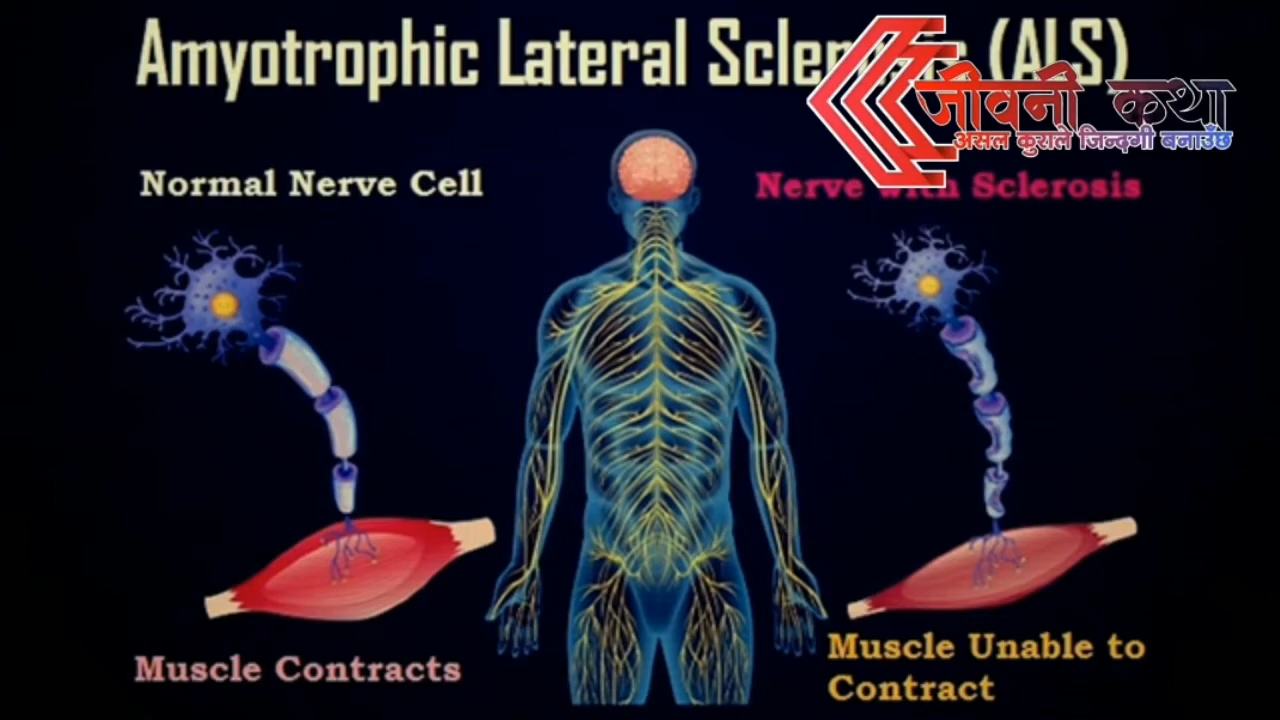 Amyotrophic Lateral (ALS)
जीवनी कथा
असल कुराले जिन्दगी बनाउँछ
Normal Nerve Cell
Nerve with Sclerosis
Muscle Contracts
Muscle Unable to
Contract